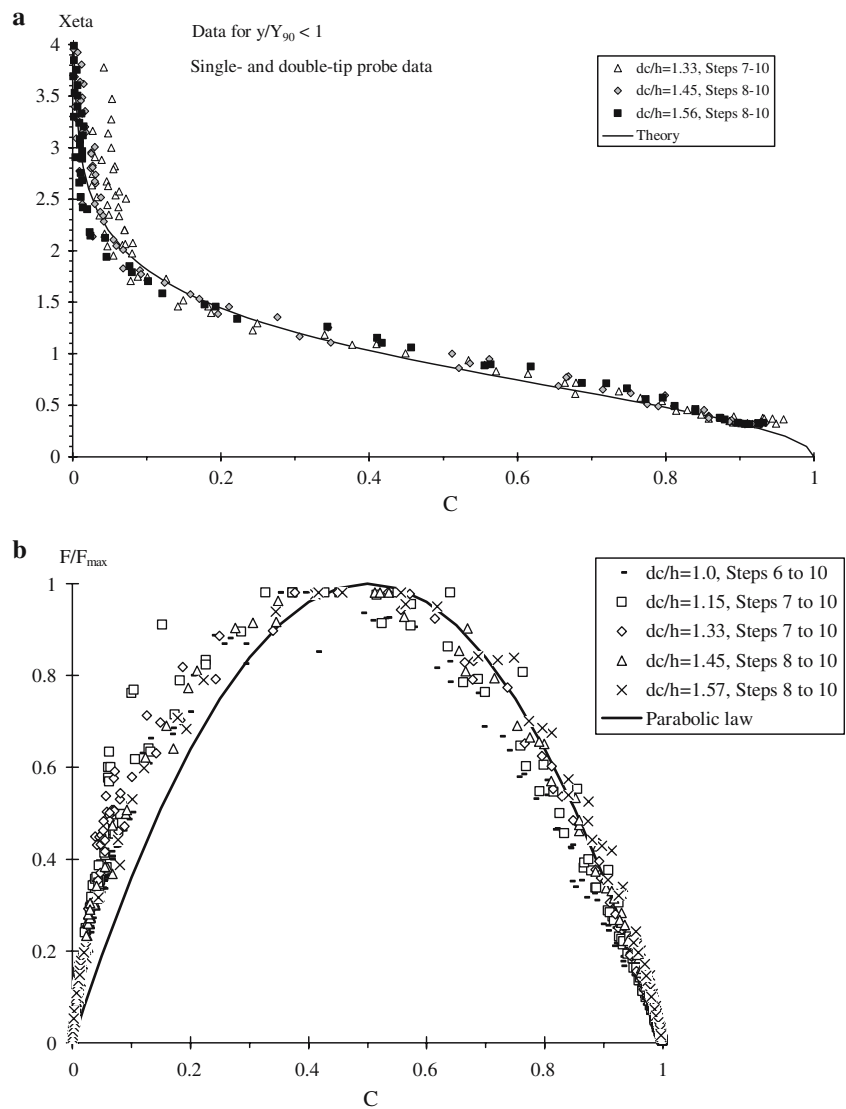 a
Xeta
Data for y/Y90 < 1
Single- and double-tip probe data
dc/h=1.33, Steps 7-10
dc/h=1.45, Steps 8-10
dc/h=1.56, Steps 8-10
Theory
4
3.5
3
2.5
2
1.5
1
0.5
0
0 0.2 0.4 0.6 0.8 1
C
b
F/Fmax
dc/h=1.0, Steps 6 to 10
dc/h=1.15, Steps 7 to 10
dc/h=1.33, Steps 7 to 10
dc/h=1.45, Steps 8 to 10
dc/h=1.57, Steps 8 to 10
Parabolic law
1
0.8
0.6
0.4
0.2
0
0 0.2 0.4 0.6 0.8 1
C